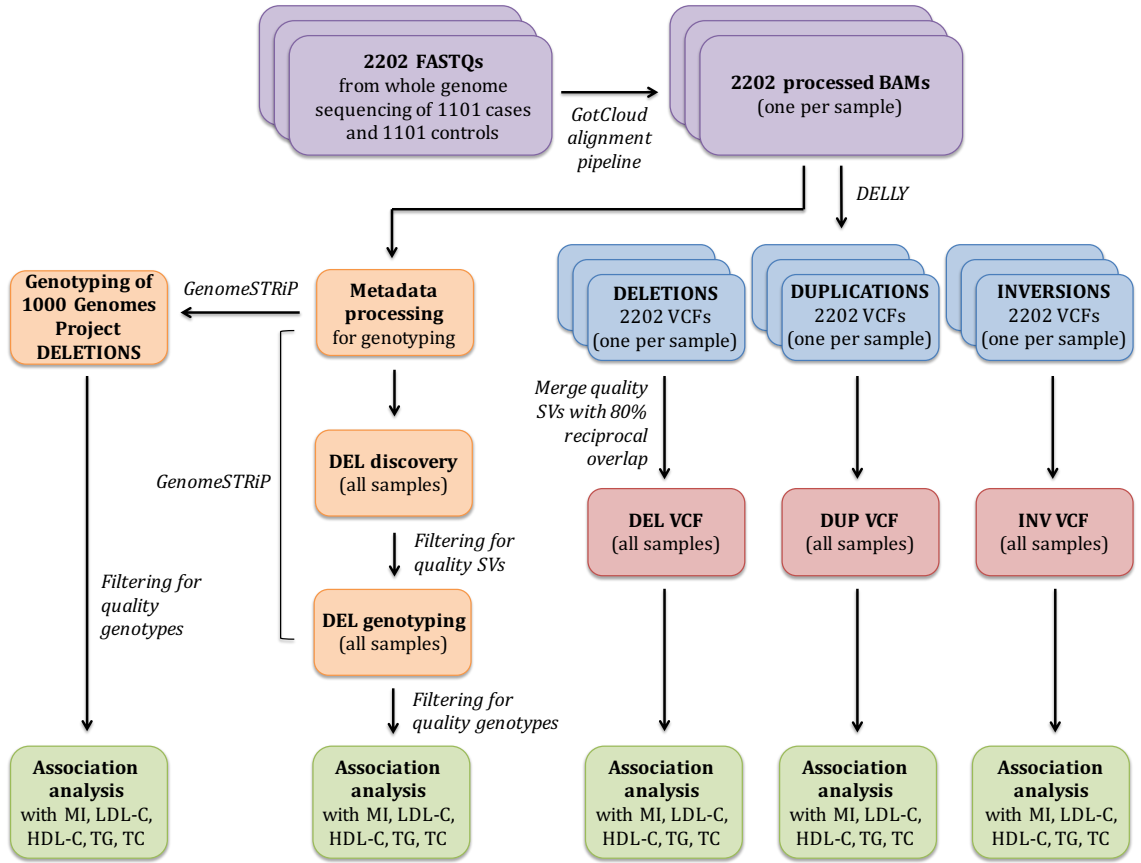 2202 FASTQs
from whole genome
sequencing of 1101 cases
and 1101 controls
GotCloud
alignment
pipeline
2202 processed BAMs
(one per sample)
DELLY
Genotyping of
1000 Genomes
Project
DELETIONS
GenomeSTRiP
Metadada
processing
for genotyping
DELETIONS
2202 VCFs
(one per sample)
DUPLICATIONS
2202 VCFs
(one per sample)
INVERSIONS
2202 VCFs
(one per sample)
Merge quality
SVs with 80%
reciprocal
overlap
GenomeSTRiP
DEL discovery
(all samples)
DEL VCF
(all samples)
DUP VCF
(all samples)
INV VCF
(all samples)
Filtering for
quality SVs
Filtering for
quality
genotypes
DEL genotyping
(all samples)
Filtering for
quality genotypes
Association
analysis
with MI, LDL-C,
HDL-C, TG, TC
Association
analysis
with MI, LDL-C,
HDL-C, TG, TC
Association
analysis
with MI, LDL-C,
HDL-C, TG, TC
Association
analysis
with MI, LDL-C,
HDL-C, TG, TC
Association
analysis
with MI, LDL-C,
HDL-C, TG, TC